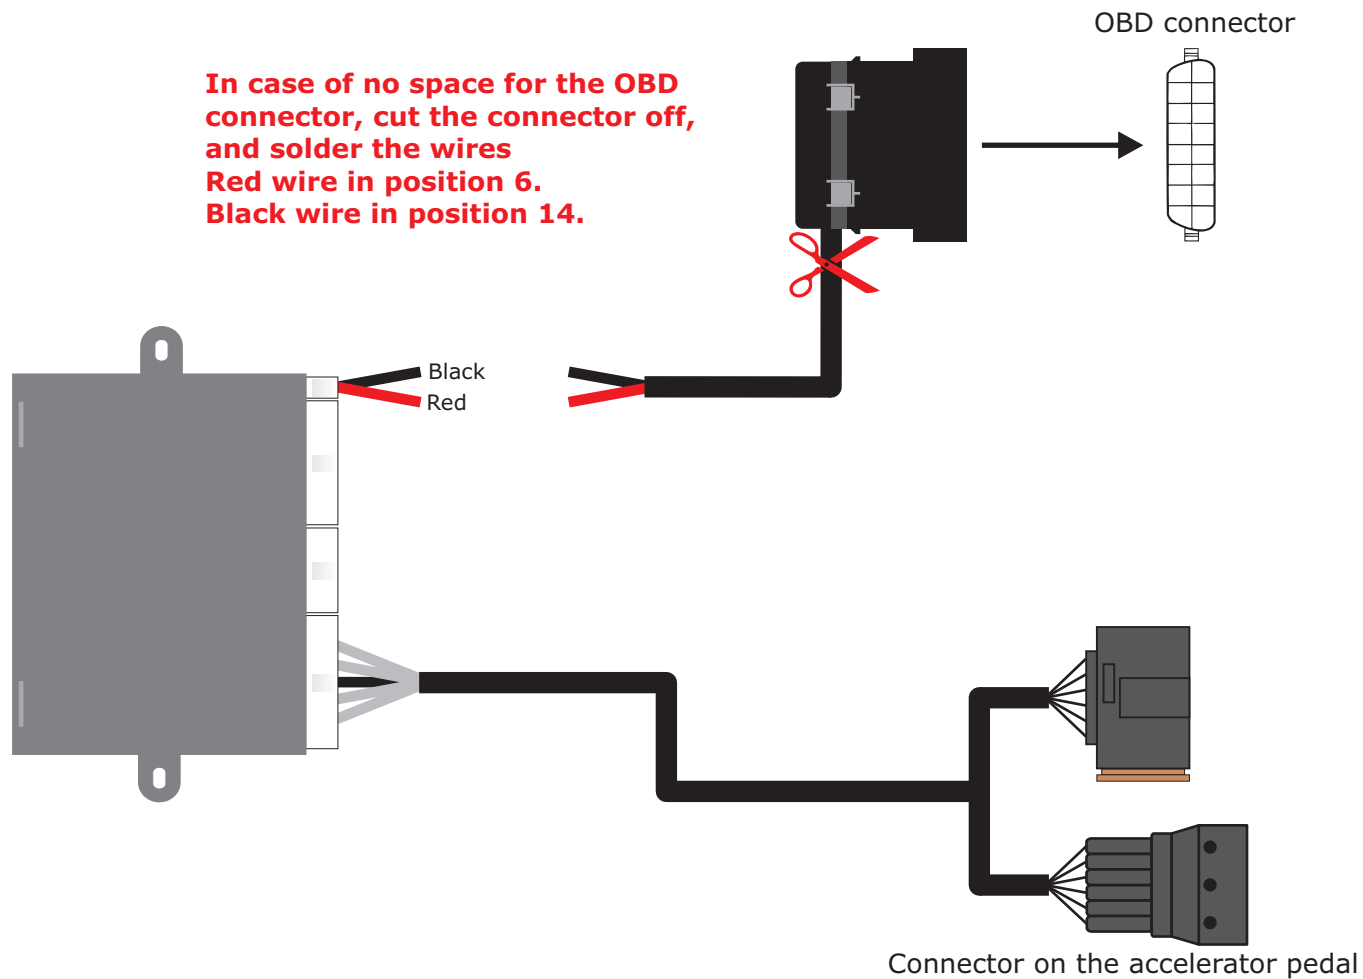 OBD connector
In case of no space for the OBD
connector, cut the connector off,
and solder the wires
Red wire in position 6.
Black wire in position 14.
Black
Red
Connector on the accelerator pedal